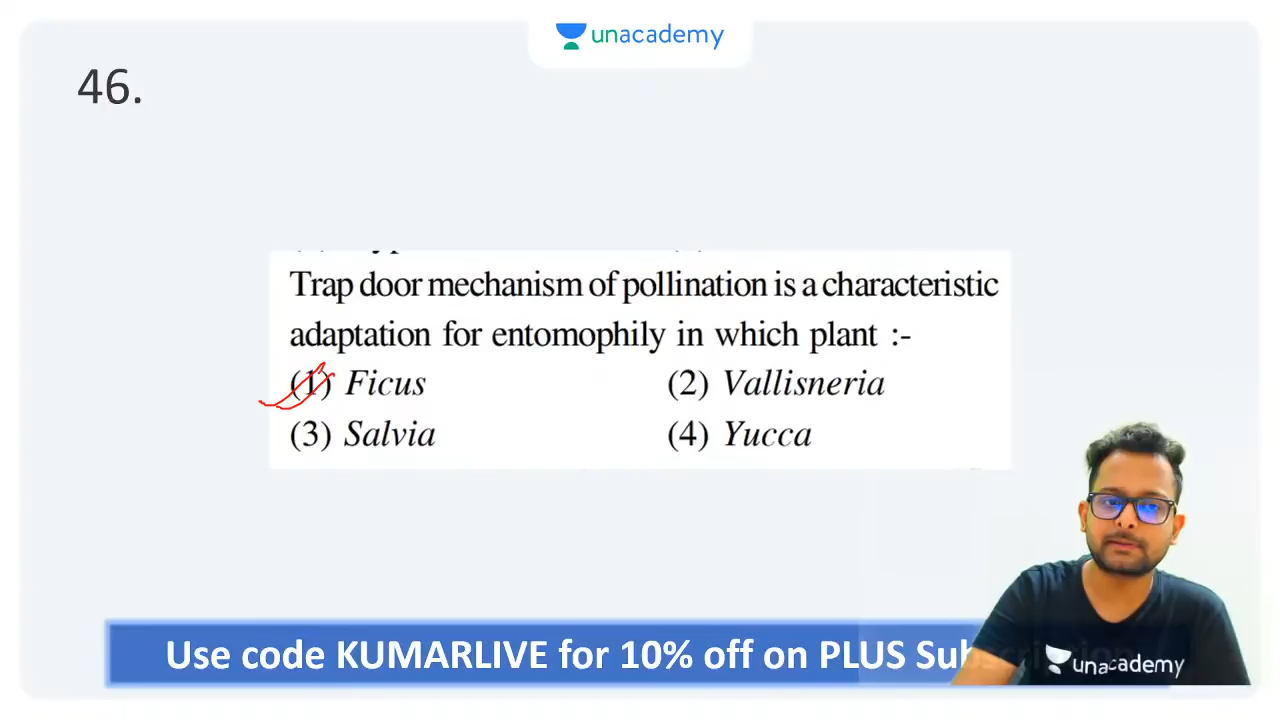 unacademy
46.
Trap door mechanism of pollination is a characteristic
adaptation for entomophily in which plant :-
(1) Ficus (2) Vallisneria
(3) Salvia (4) Yucca
Use code KUMARLIVE for 10% off on PLUS Subscription
unacademy